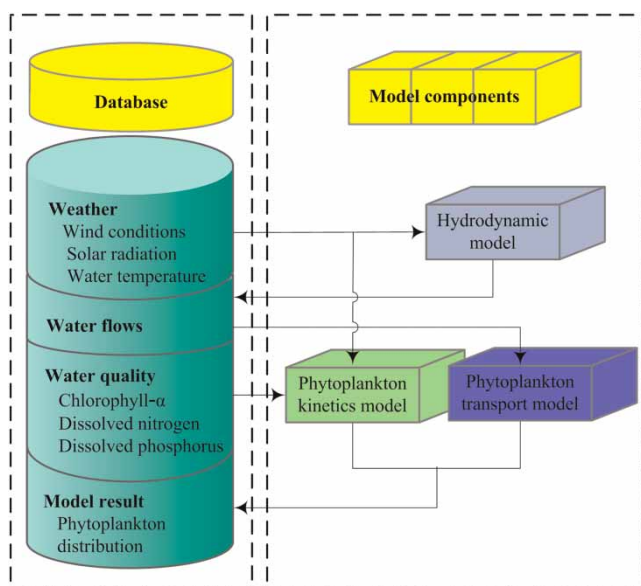 Database
Model components
Weather
Wind conditions
Solar radiation
Water temperature
Hydrodynamic
model
Water flows
Water quality
Chlorophyll-α
Dissolved nitrogen
Dissolved phosphorus
Phytoplankton
kinetics model
Phytoplankton
transport model
Model result
Phytoplankton
distribution